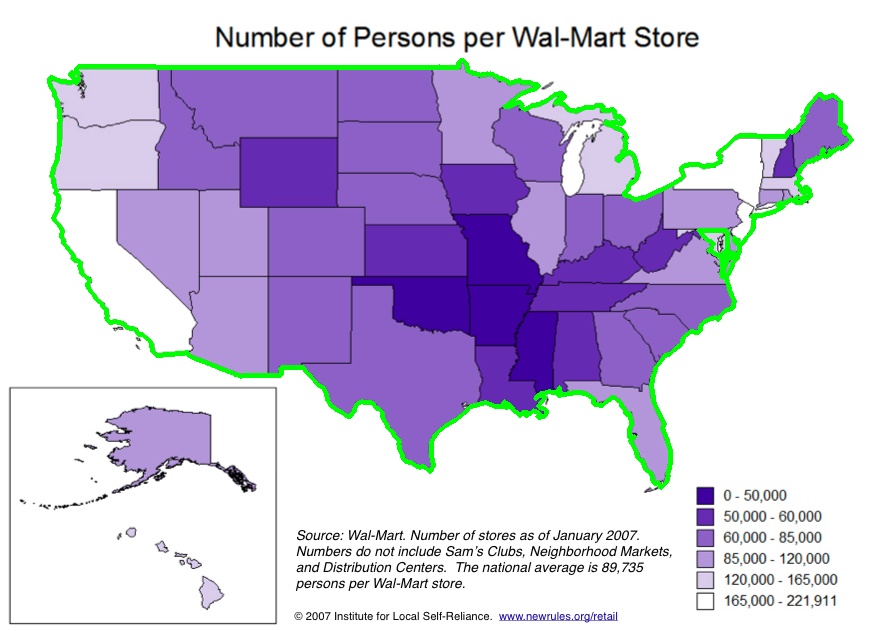 Number of Persons per Wal-Mart Store
0 - 50,000
50,000 - 60,000
60,000 - 85,000
85,000 - 120,000
120,000 - 165,000
165,000 - 221,911
Source: Wal-Mart. Number of stores as of January 2007.
Numbers do not include Sam's Clubs, Neighborhood Markets,
and Distribution Centers. The national average is 89,735
persons per Wal-Mart store.
© 2007 Institute for Local Self-Reliance. www.newrules.org/retail